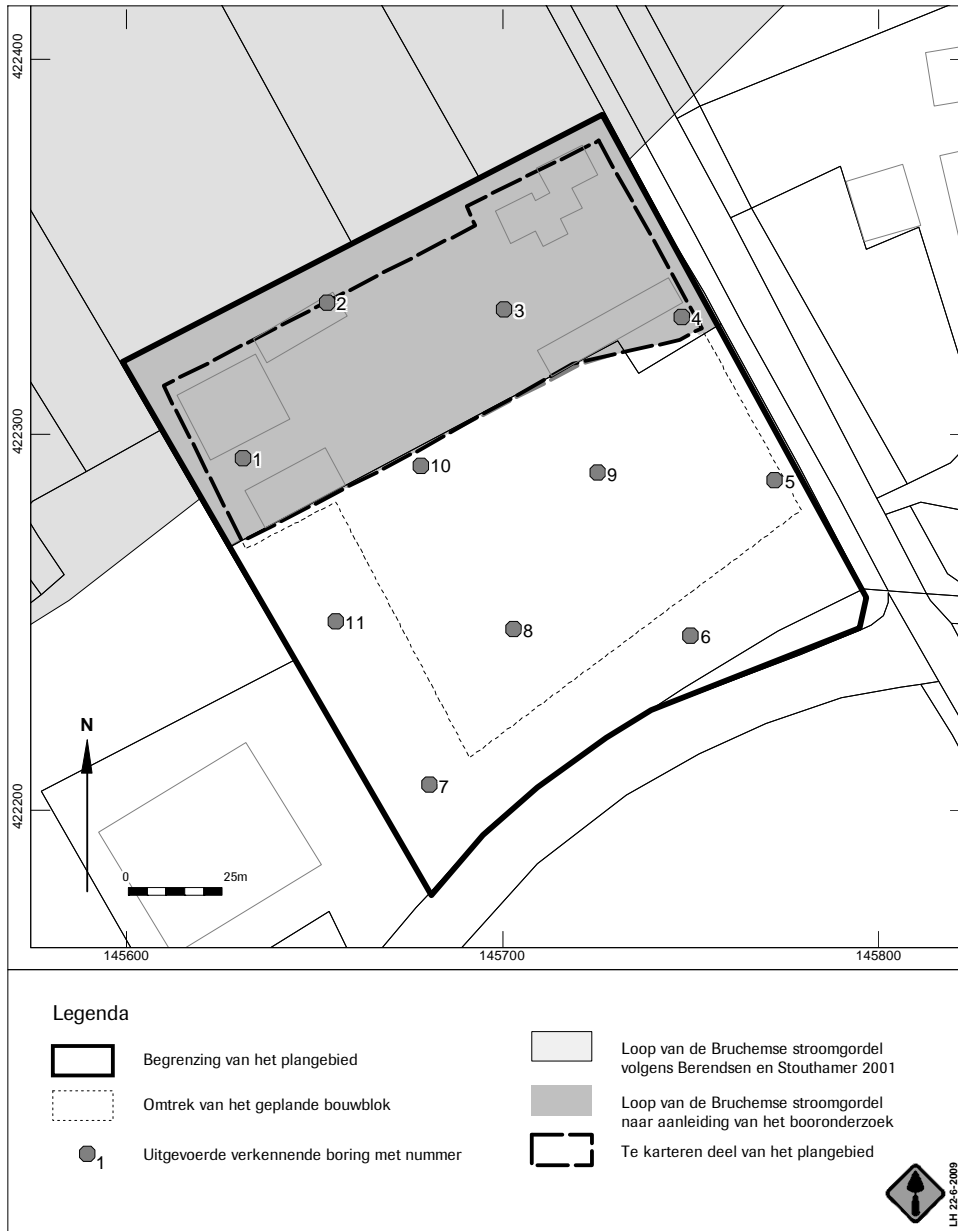 422400
422300
422200
2
3
4
1
10
9
5
11
8
6
7
N
0
25m
145600
145700
145800
Legenda
Begrenzing van het plangebied
Omtrek van het geplande bouwblok
1
Uitgevoerde verkennende boring met nummer
Loop van de Bruchemse stroomgordel
volgens Berendsen en Stouthamer 2001
Loop van de Bruchemse stroomgordel
naar aanleiding van het booronderzoek
Te karteren deel van het plangebied
LH 22-6-2009